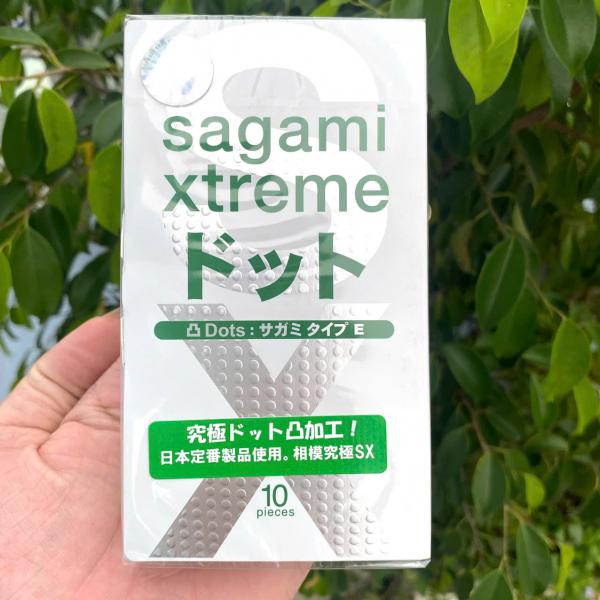 sagami
xtreme
ドット
凸 Dots : サガミ タイプ E
究極ドット凸加工！
日本定番製品使用。相模究極SX
10
pieces